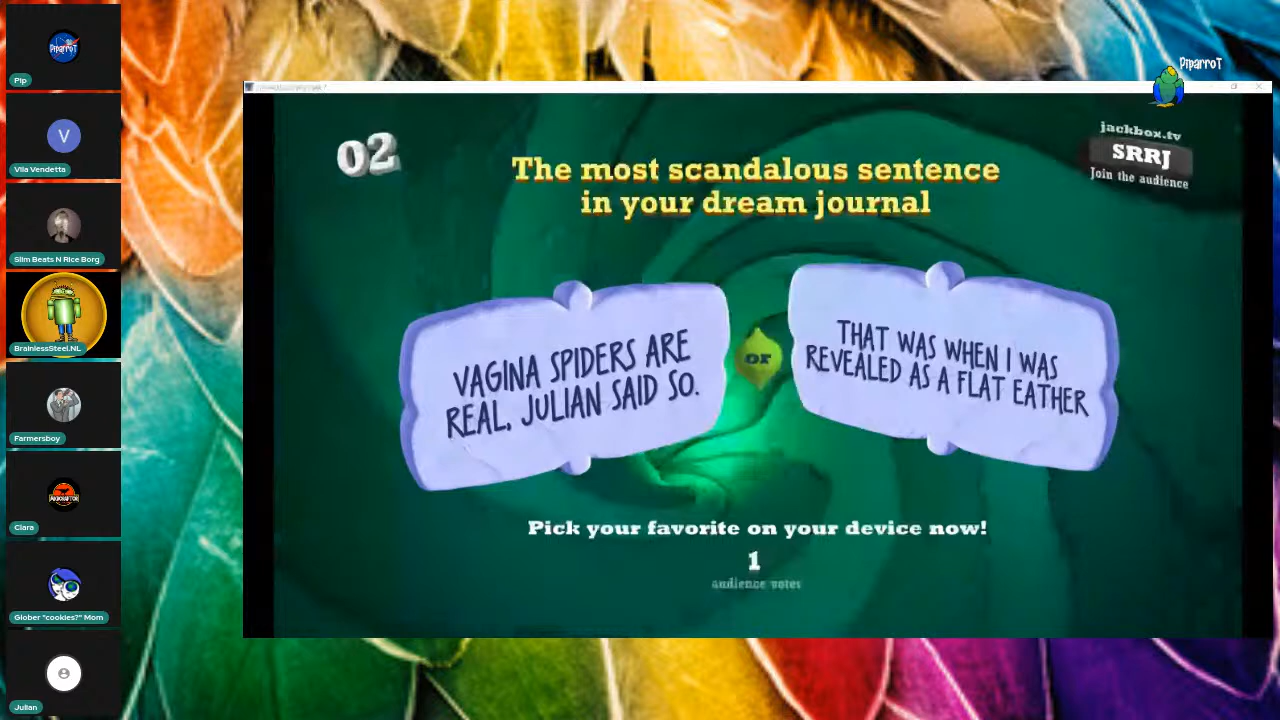 Piparrot
Pip
V
Vila Vendetta
Slim Beats N Rice Borg
BrainlessSteel.NL
Farmersboy
Clara
Glober "cookies?" Mom
Julian
PiparroT
02
The most scandalous sentence
in your dream journal
jackbox.tv
SRRJ
Join the audience
VAGINA SPIDERS ARE
REAL, JULIAN SAID SO.
or
THAT WAS WHEN I WAS
REVEALED AS A FLAT EATHER
Pick your favorite on your device now!
1
audience votes